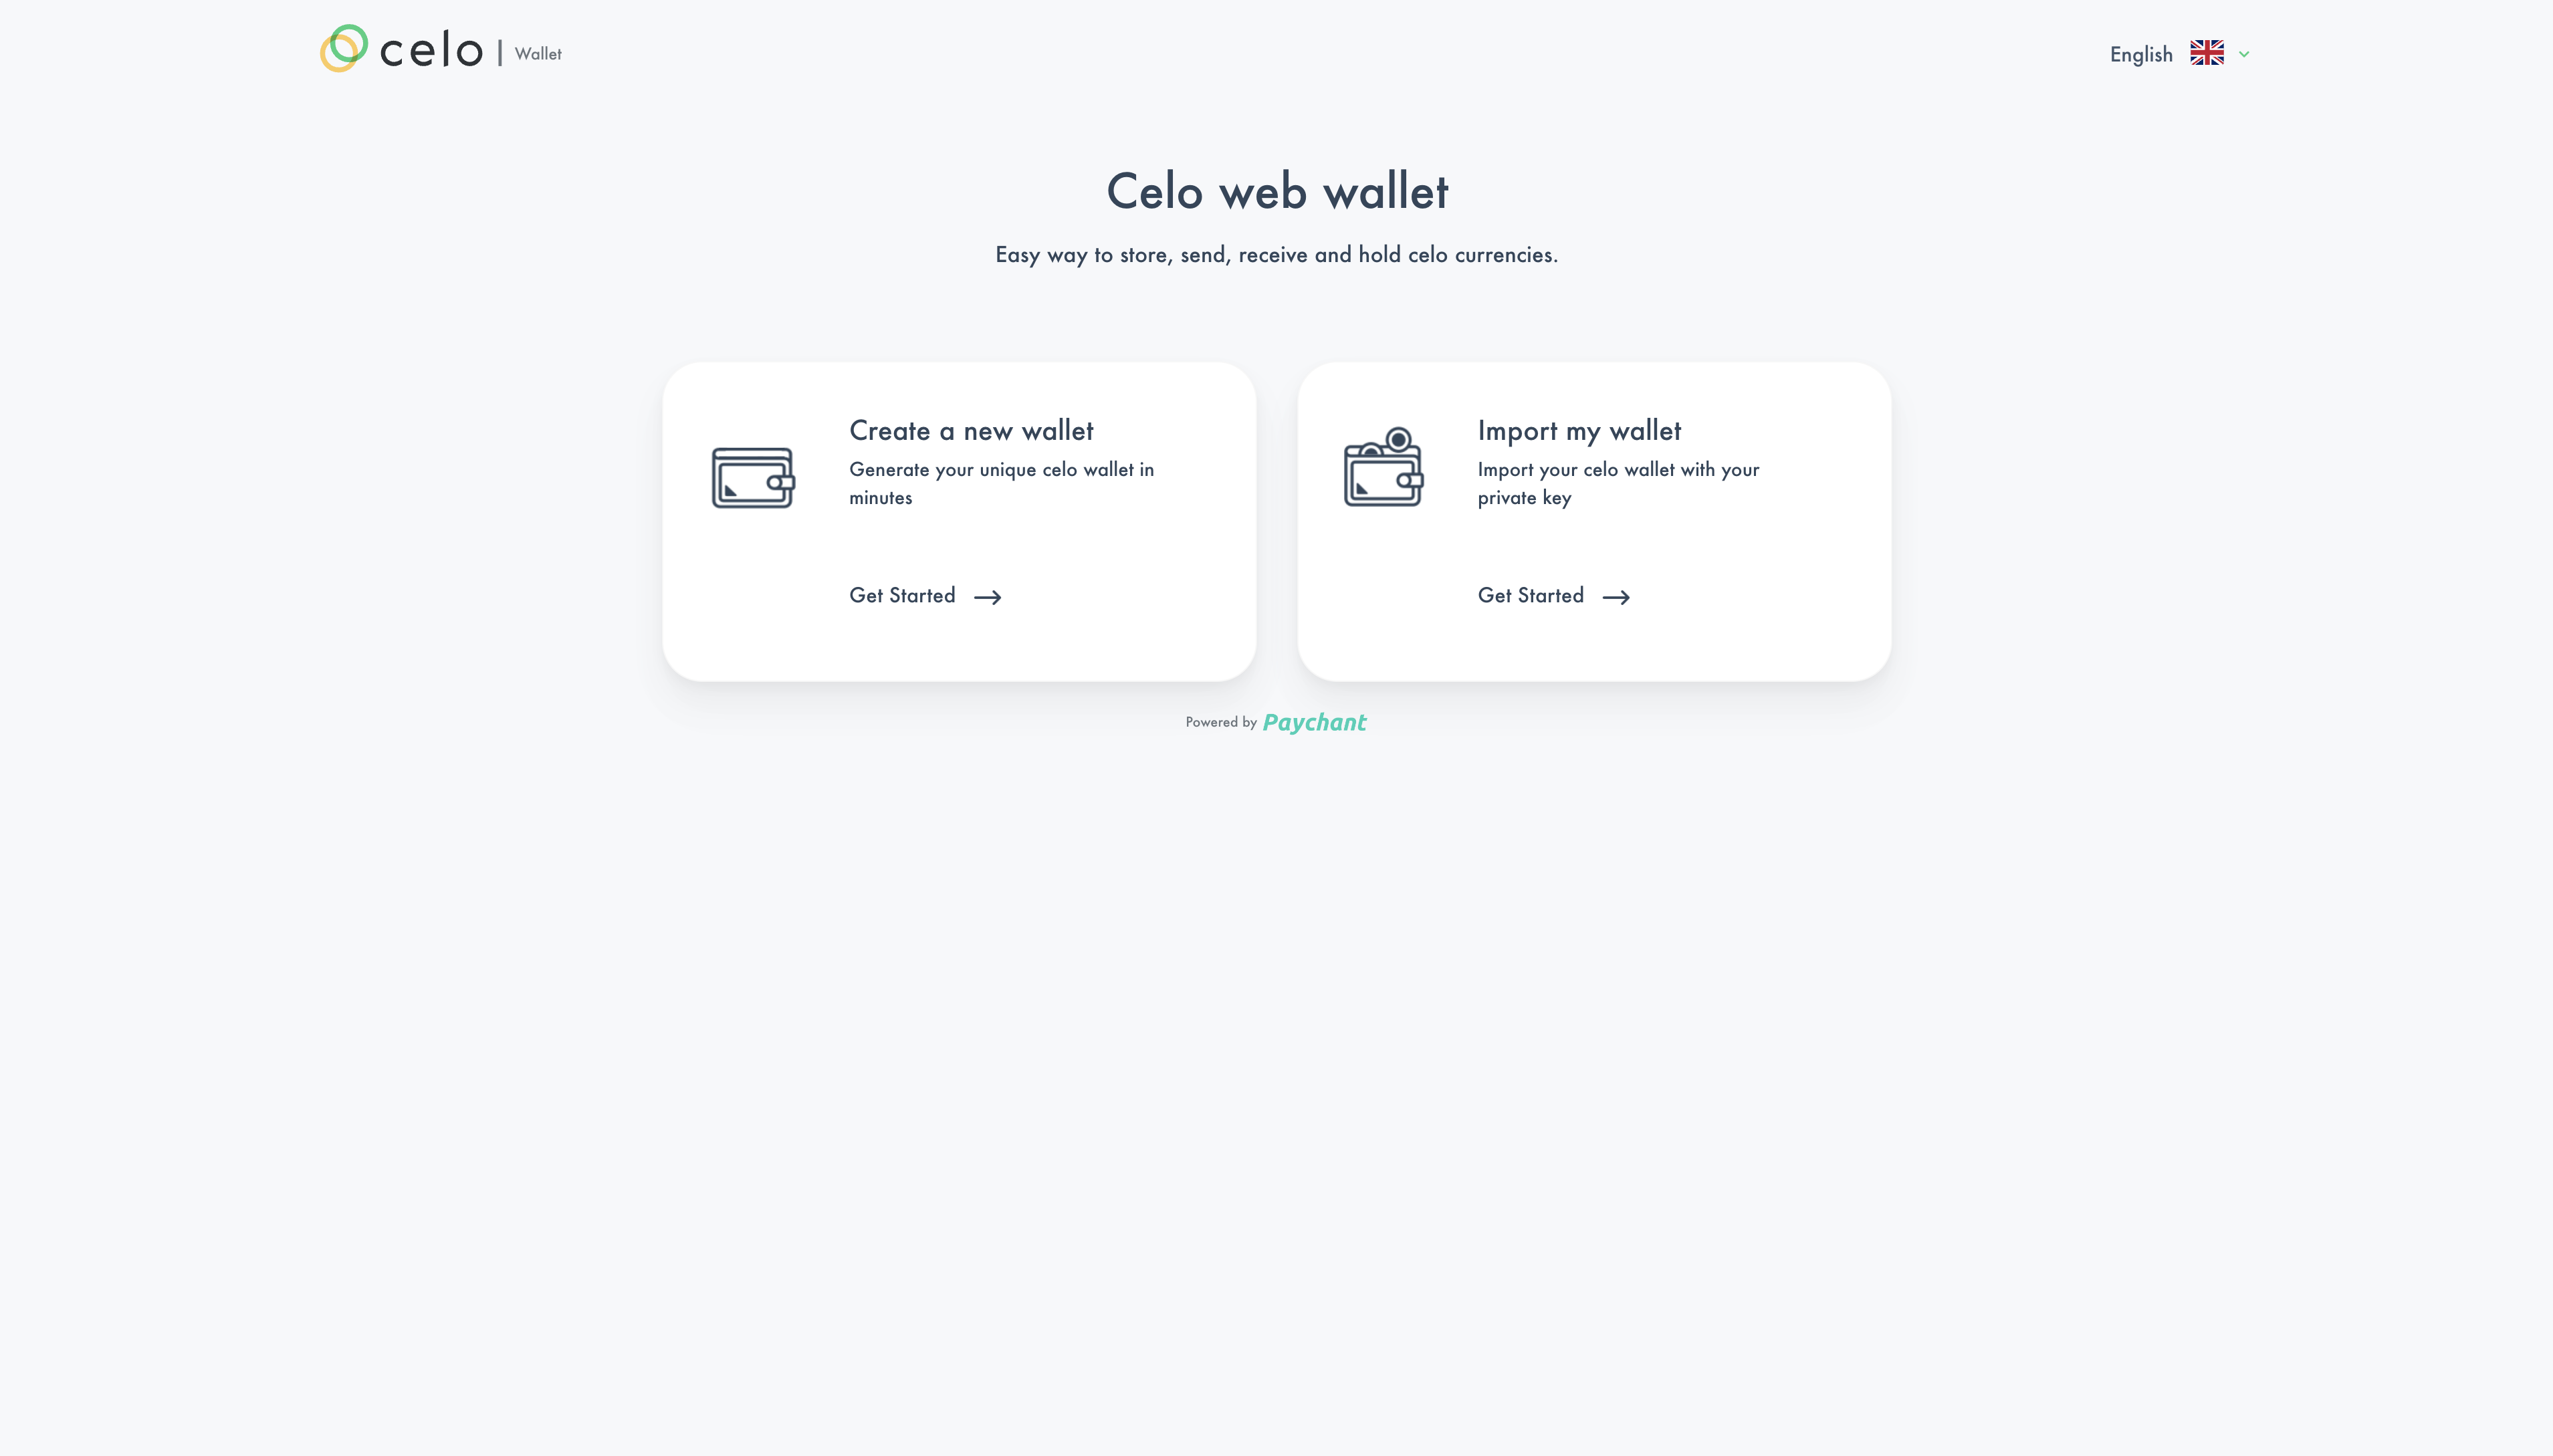 celo | Wallet
English
Celo web wallet
Easy way to store, send, receive and hold celo currencies.
Create a new wallet
Generate your unique celo wallet in
minutes
Get Started
Import my wallet
Import your celo wallet with your
private key
Get Started
Powered by Paychant